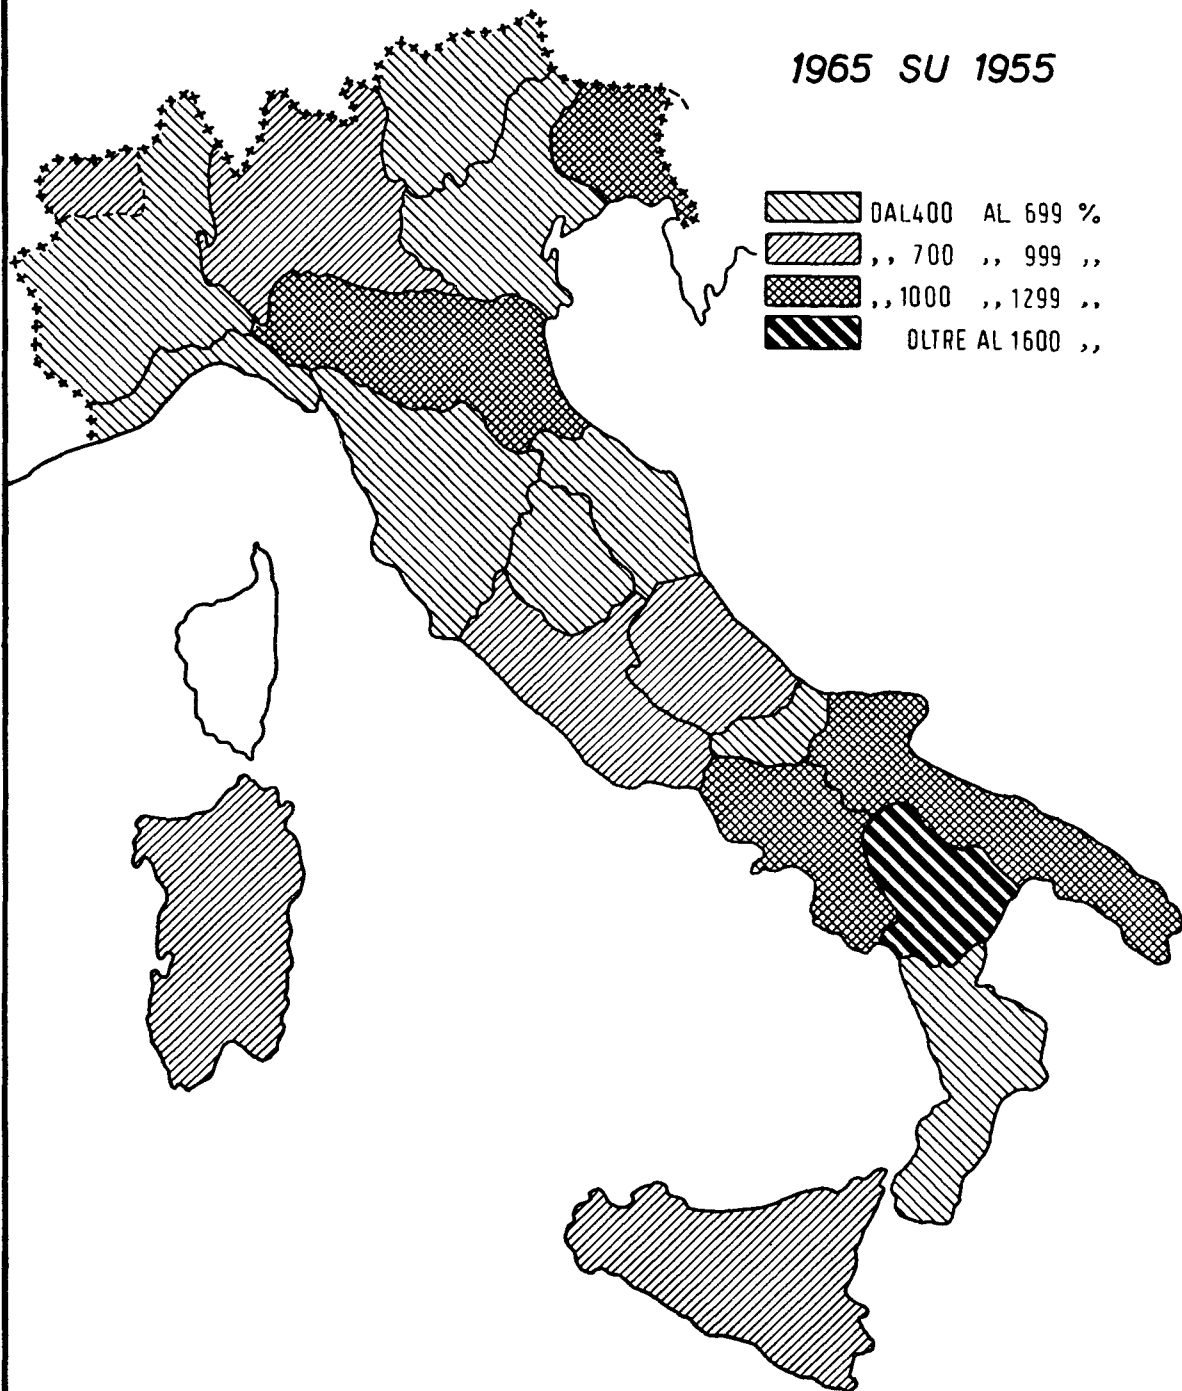 1965 SU 1955
DAL400 AL 699 %
,, 700 ,, 999 ,,
,,1000 ,,1299 ,,
OLTRE AL 1600 ,,